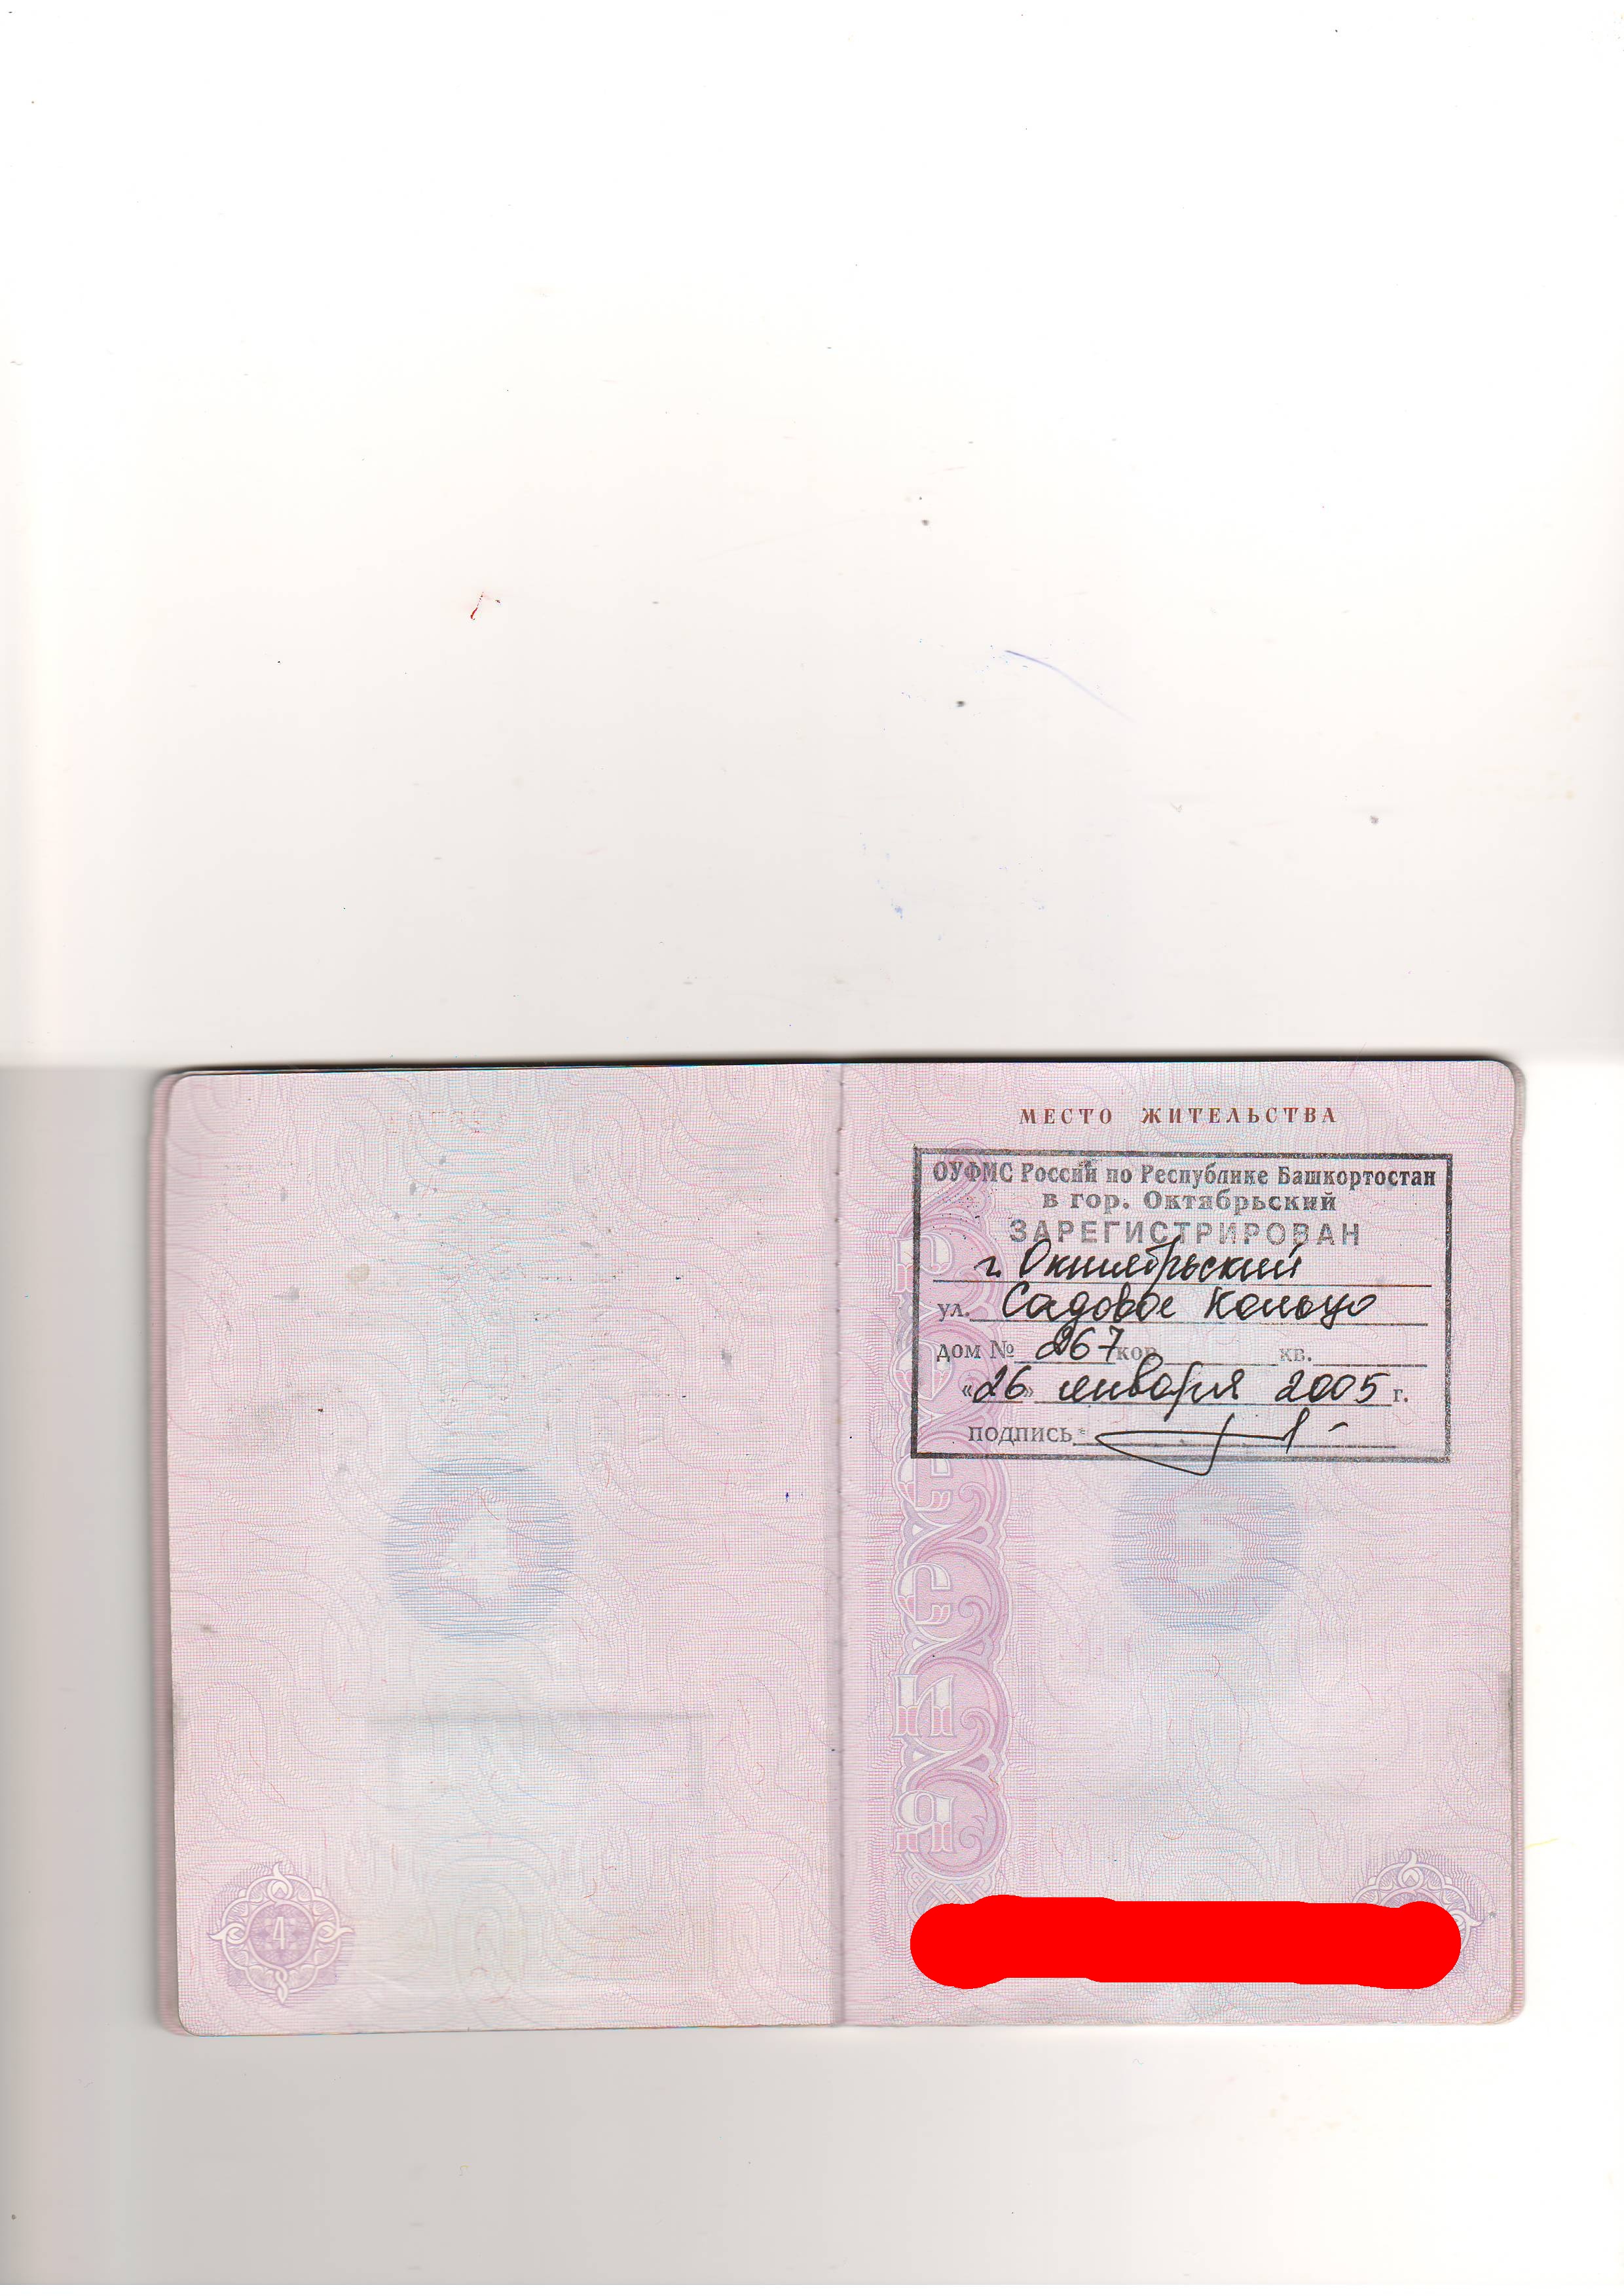 МЕСТО ЖИТЕЛЬСТВА
ОУФМС России по Республике Башкортостан
в гор. Октябрьский
ЗАРЕГИСТРИРОВАН
г. Октябрьский
ул. Садовое Кольцо
дом № 267 кор. кв.
«26» января 2005 г.
подпись
РОССИЯ
4